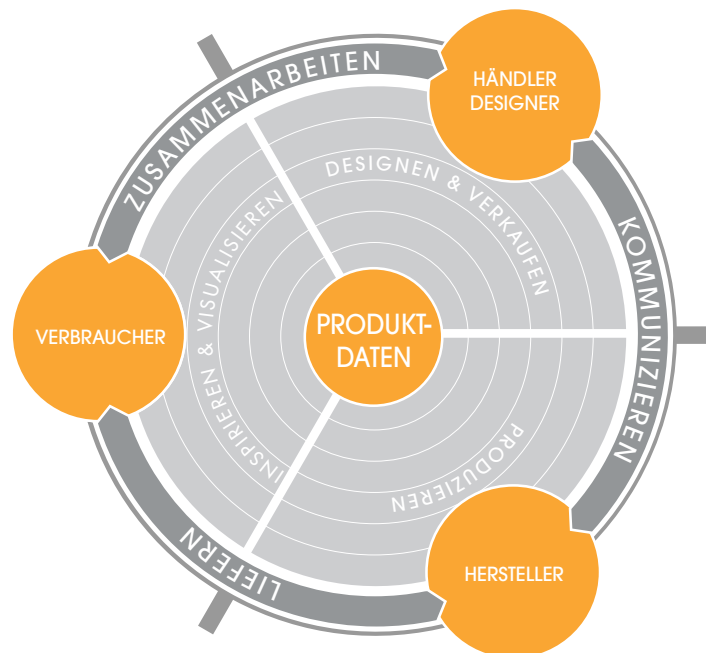 ZUSAMMENARBEITEN
HÄNDLER
DESIGNER
DESIGNEN & VERKAUFEN
KOMMUNIZIEREN
INSPIRIEREN & VISUALISIEREN
VERBRAUCHER
PRODUKT-
DATEN
PRODUZIEREN
HERSTELLER
LIEFERN